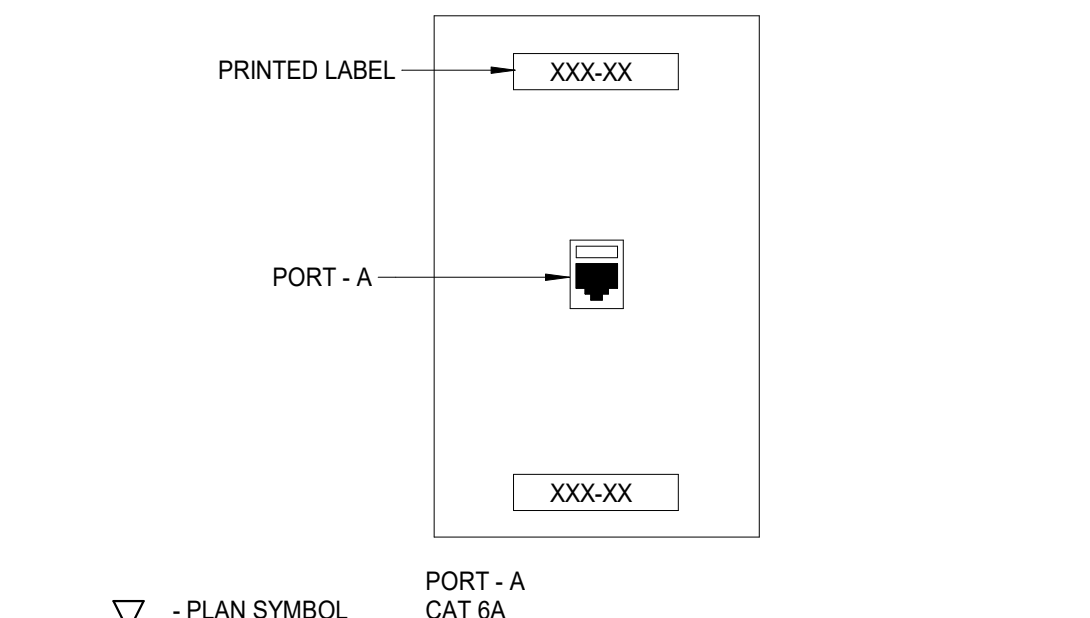 PRINTED LABEL
XXX-XX
PORT - A
XXX-XX
PORT - A
- PLAN SYMBOL
CAT 6A